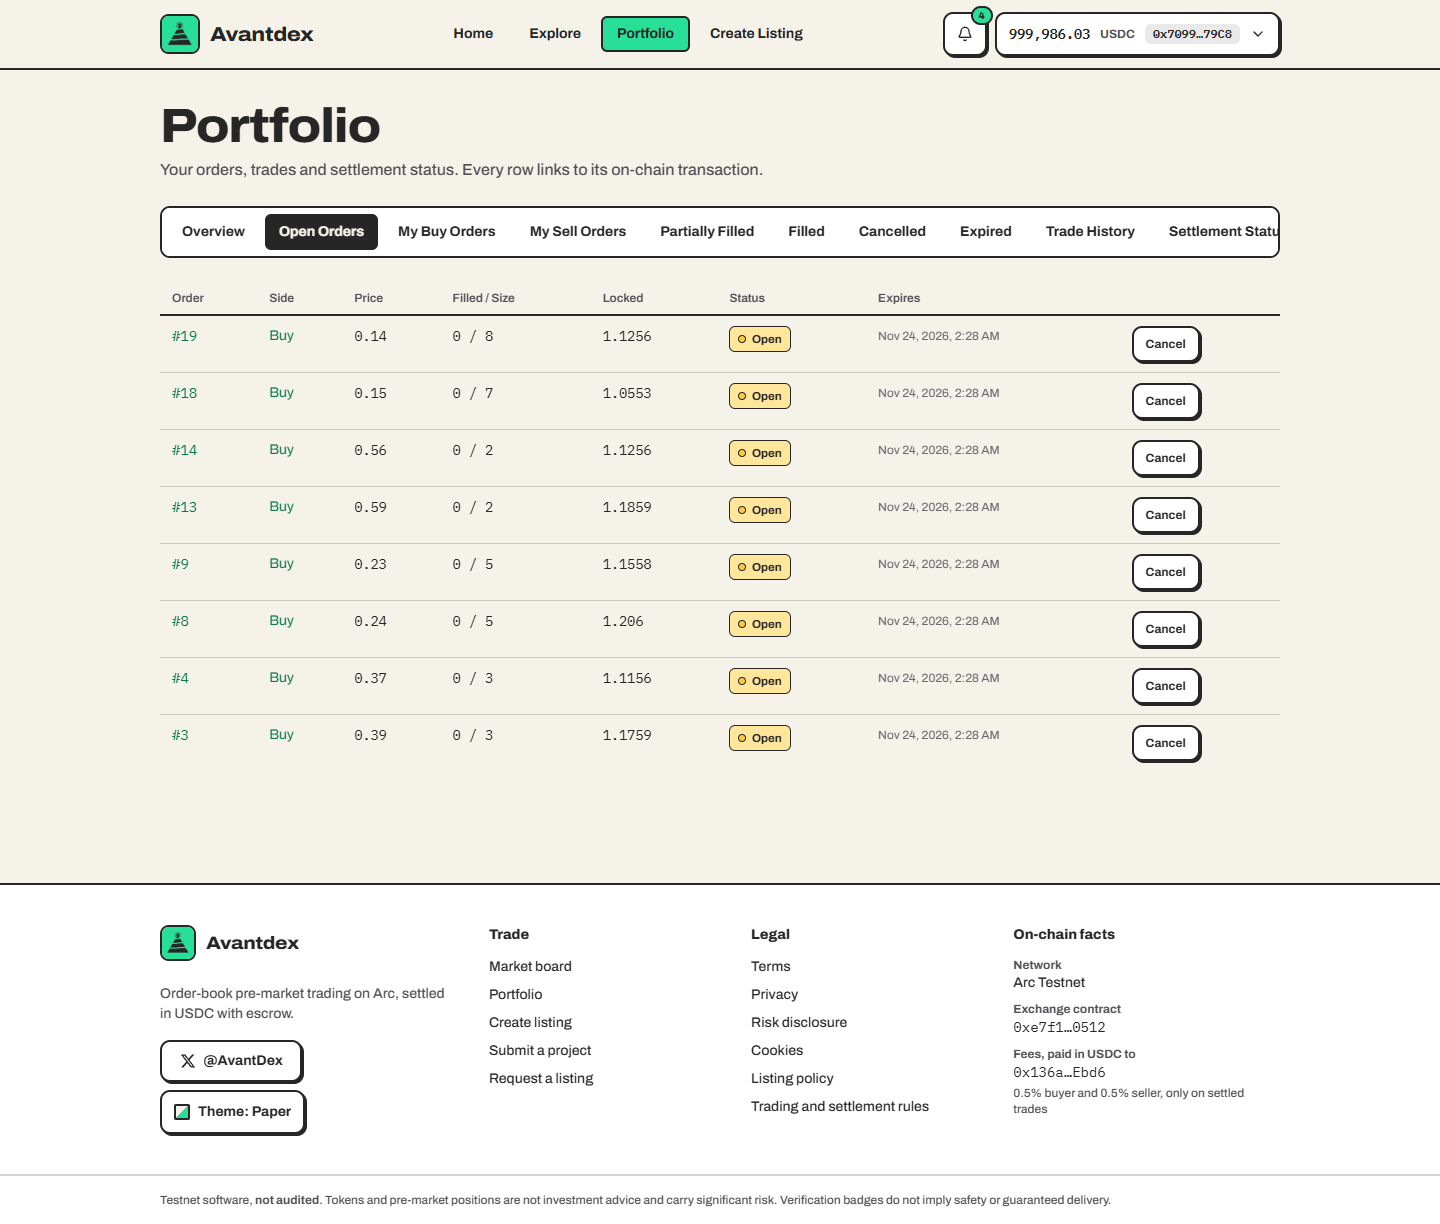 Avantdex
Home
Explore
Portfolio
Create Listing
4
999,986.03 USDC 0x7099…79C8
Portfolio
Your orders, trades and settlement status. Every row links to its on-chain transaction.
Overview
Open Orders
My Buy Orders
My Sell Orders
Partially Filled
Filled
Cancelled
Expired
Trade History
Settlement Statu
Order Side Price Filled / Size Locked Status Expires
#19 Buy 0.14 0 / 8 1.1256 Open Nov 24, 2026, 2:28 AM Cancel
#18 Buy 0.15 0 / 7 1.0553 Open Nov 24, 2026, 2:28 AM Cancel
#14 Buy 0.56 0 / 2 1.1256 Open Nov 24, 2026, 2:28 AM Cancel
#13 Buy 0.59 0 / 2 1.1859 Open Nov 24, 2026, 2:28 AM Cancel
#9 Buy 0.23 0 / 5 1.1558 Open Nov 24, 2026, 2:28 AM Cancel
#8 Buy 0.24 0 / 5 1.206 Open Nov 24, 2026, 2:28 AM Cancel
#4 Buy 0.37 0 / 3 1.1156 Open Nov 24, 2026, 2:28 AM Cancel
#3 Buy 0.39 0 / 3 1.1759 Open Nov 24, 2026, 2:28 AM Cancel
Avantdex
Order-book pre-market trading on Arc, settled
in USDC with escrow.
@AvantDex
Theme: Paper
Trade
Market board
Portfolio
Create listing
Submit a project
Request a listing
Legal
Terms
Privacy
Risk disclosure
Cookies
Listing policy
Trading and settlement rules
On-chain facts
Network
Arc Testnet
Exchange contract
0xe7f1…0512
Fees, paid in USDC to
0x136a…Ebd6
0.5% buyer and 0.5% seller, only on settled
trades
Testnet software, not audited. Tokens and pre-market positions are not investment advice and carry significant risk. Verification badges do not imply safety or guaranteed delivery.